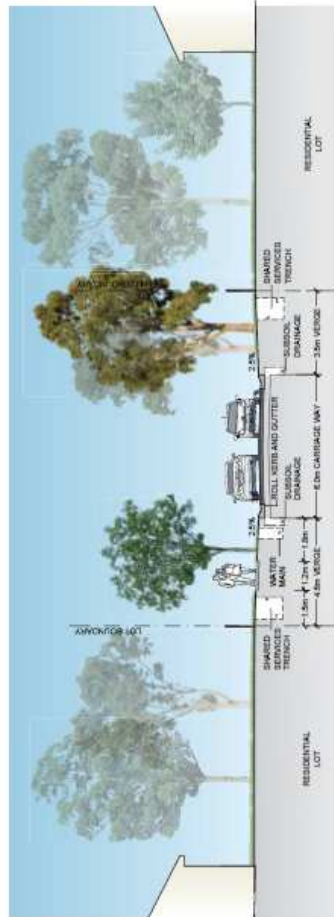 LOT BOUNDARY
LOT BOUNDARY
2.5%
2.5%
SHARED
SERVICES
TRENCH
WATER
MAIN
ROLL KERB AND GUTTER
SUBSOIL
DRAINAGE
SUBSOIL
DRAINAGE
SHARED
SERVICES
TRENCH
RESIDENTIAL
LOT
1.5m
1.2m
1.8m
4.5m VERGE
6.0m CARRIAGE WAY
3.5m VERGE
RESIDENTIAL
LOT